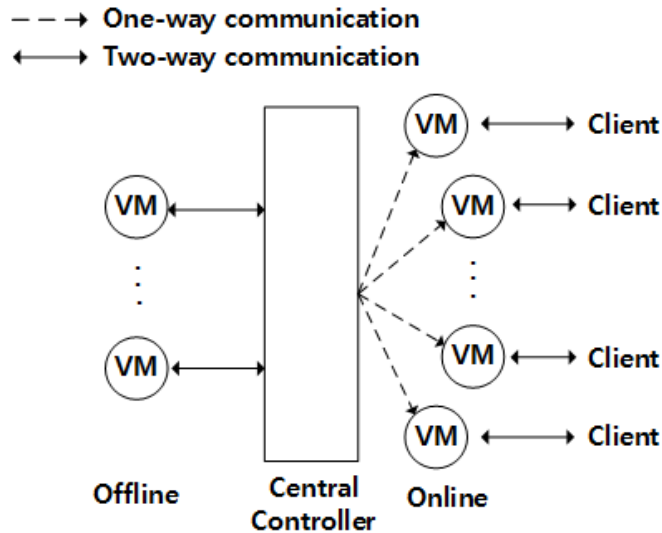 One-way communication
Two-way communication
VM Client
VM VM Client
VM VM Client
VM Client
Offline Central Controller Online